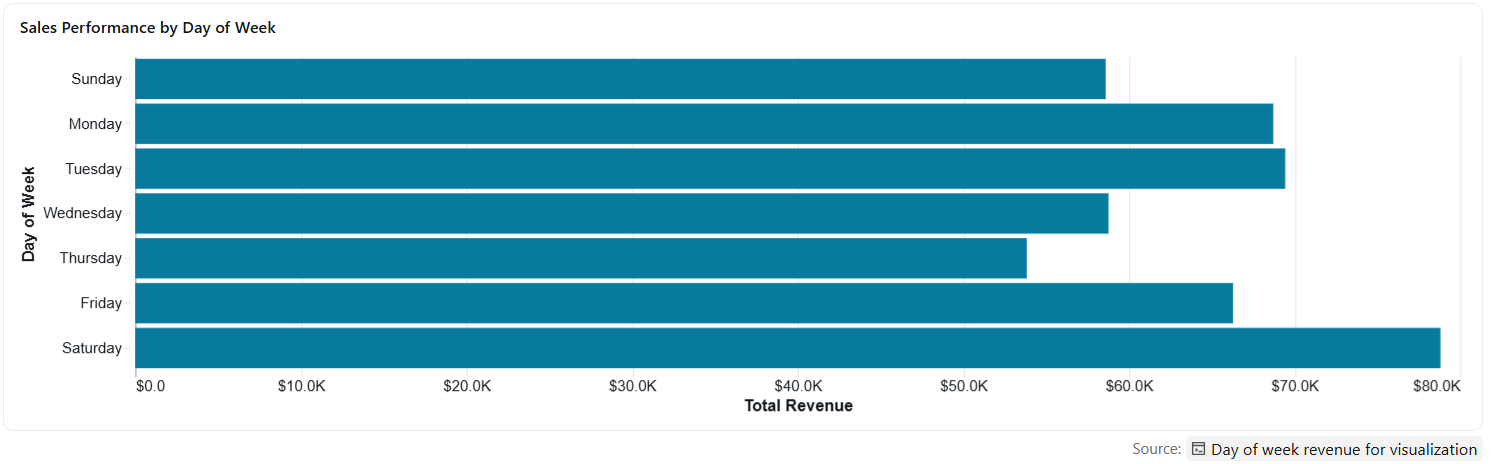 Sales Performance by Day of Week
Day of Week
Sunday
Monday
Tuesday
Wednesday
Thursday
Friday
Saturday
$0.0 $10.0K $20.0K $30.0K $40.0K $50.0K $60.0K $70.0K $80.0K
Total Revenue
Source: Day of week revenue for visualization